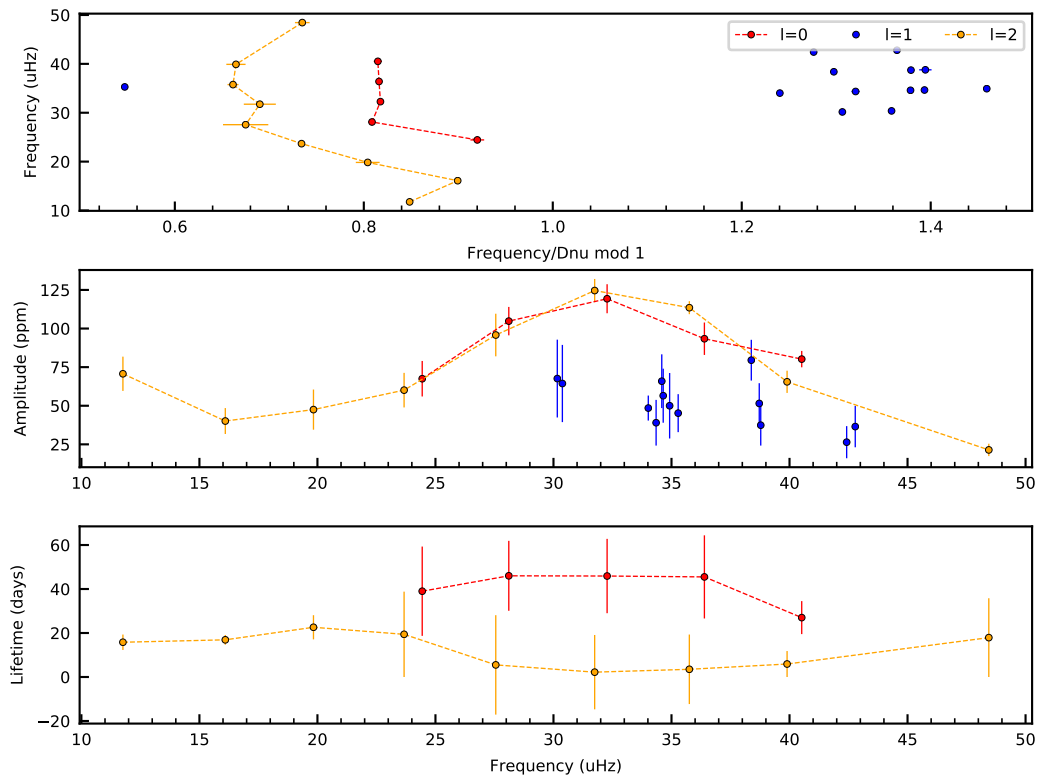 50
40
30
20
10
Frequency (uHz)
l=0 l=1 l=2
0.6 0.8 1.0 1.2 1.4
Frequency/Dnu mod 1
125
100
75
50
25
Amplitude (ppm)
10 15 20 25 30 35 40 45 50
60
40
20
0
−20
Lifetime (days)
10 15 20 25 30 35 40 45 50
Frequency (uHz)